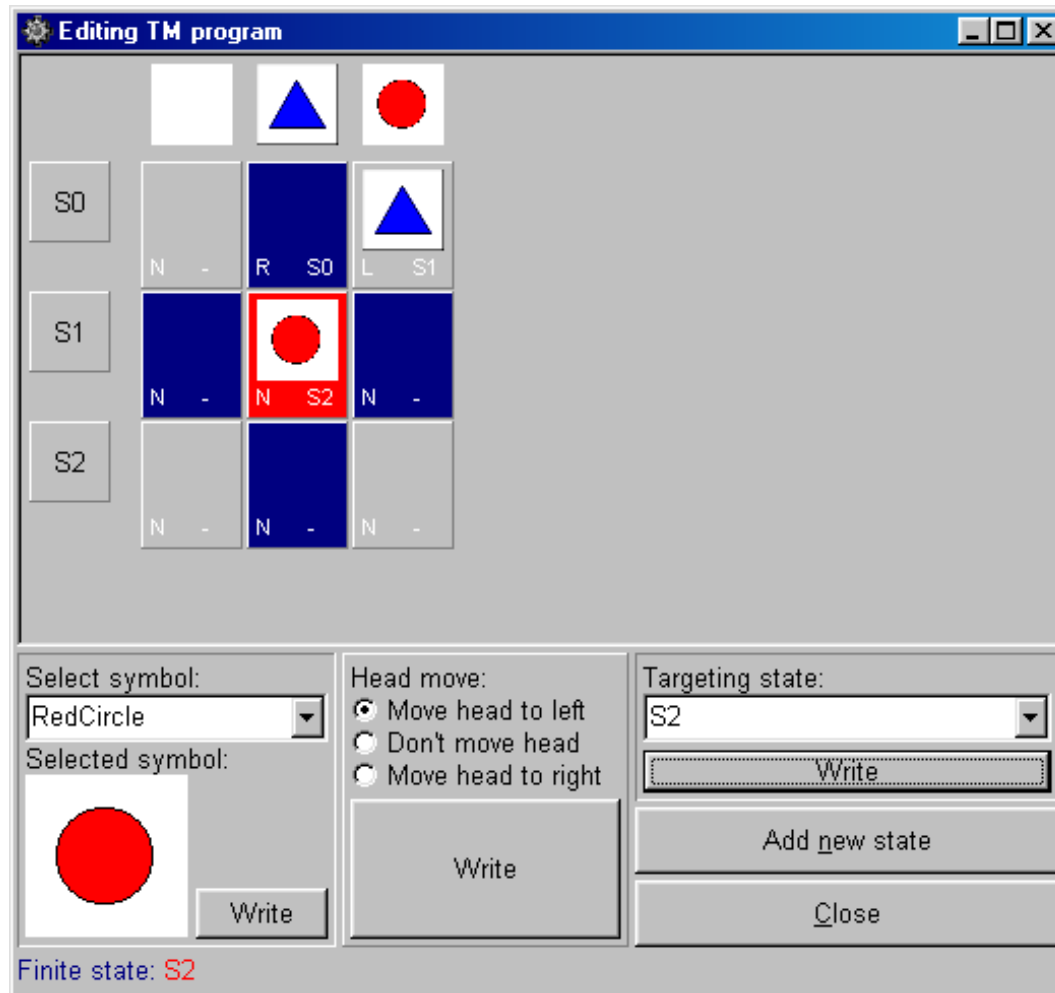 Editing TM program
S0
N -
R S0
L S1
S1
N -
N S2
N -
S2
N -
N -
N -
Select symbol:
RedCircle
Selected symbol:
Write
Head move:
Move head to left
Don't move head
Move head to right
Write
Targeting state:
S2
Write
Add new state
Close
Finite state: S2